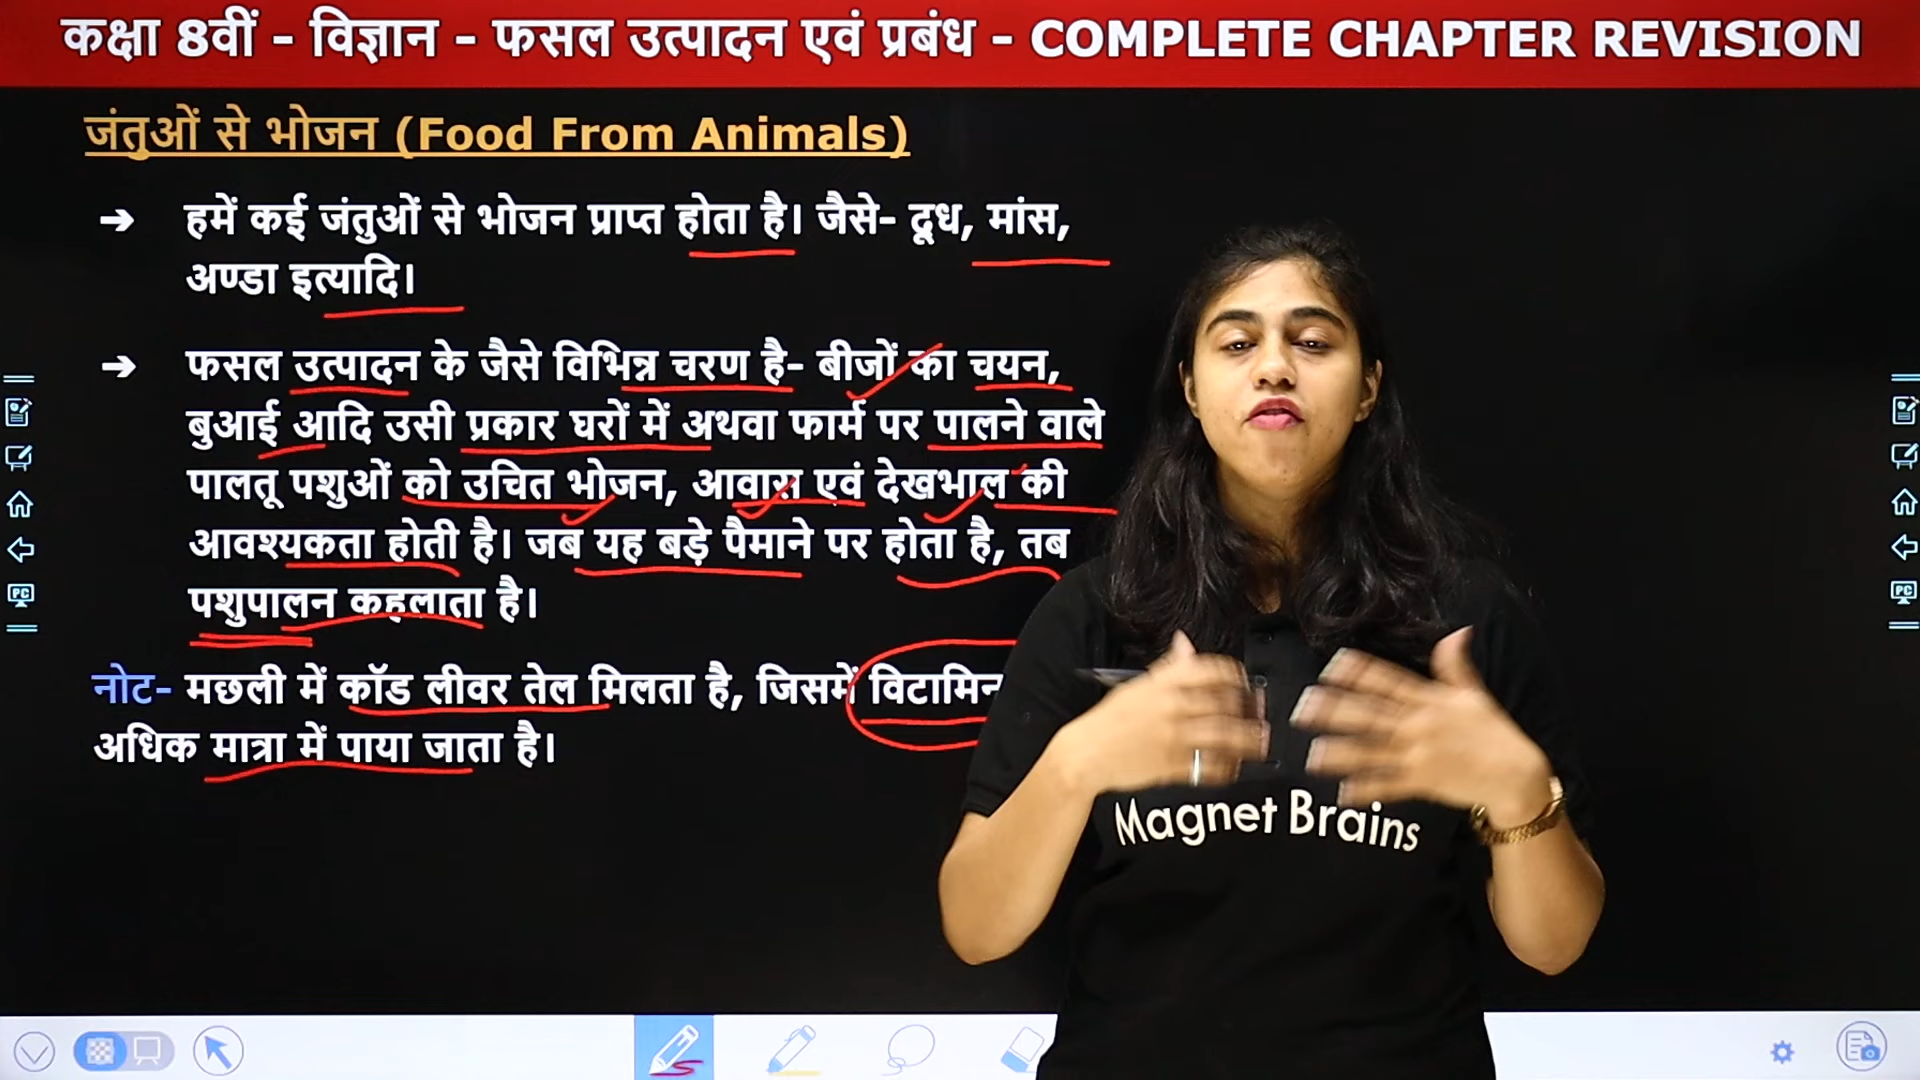 कक्षा 8वीं - विज्ञान - फसल उत्पादन एवं प्रबंध - COMPLETE CHAPTER REVISION
जंतुओं से भोजन (Food From Animals)
➔ हमें कई जंतुओं से भोजन प्राप्त होता है। जैसे- दूध, मांस,
अण्डा इत्यादि।
➔ फसल उत्पादन के जैसे विभिन्न चरण है- बीजों का चयन,
बुआई आदि उसी प्रकार घरों में अथवा फार्म पर पालने वाले
पालतू पशुओं को उचित भोजन, आवास एवं देखभाल की
आवश्यकता होती है। जब यह बड़े पैमाने पर होता है, तब
पशुपालन कहलाता है।
नोट- मछली में कॉड लीवर तेल मिलता है, जिसमें विटामिन
अधिक मात्रा में पाया जाता है।
Magnet Brains
PC
PC